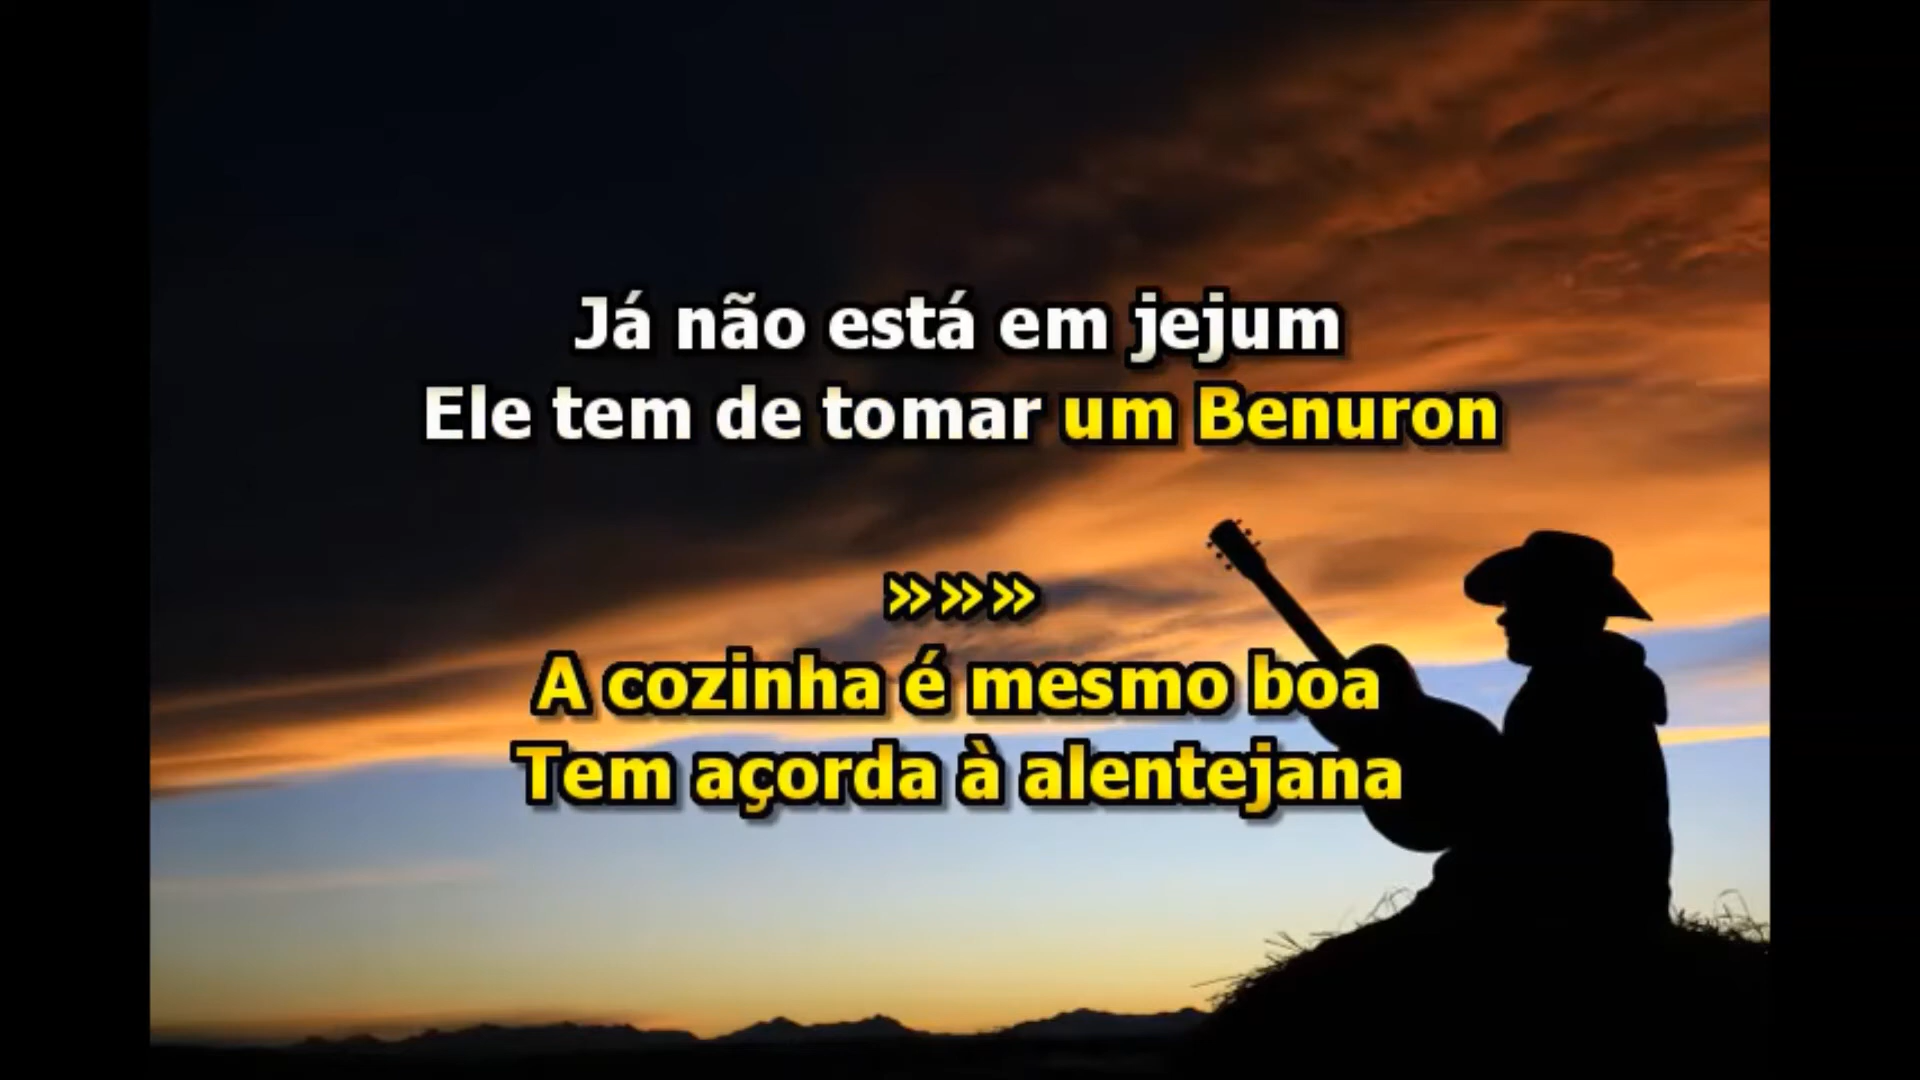 Já não está em jejum
Ele tem de tomar um Benuron
»»»
A cozinha é mesmo boa
Tem açorda à alentejana